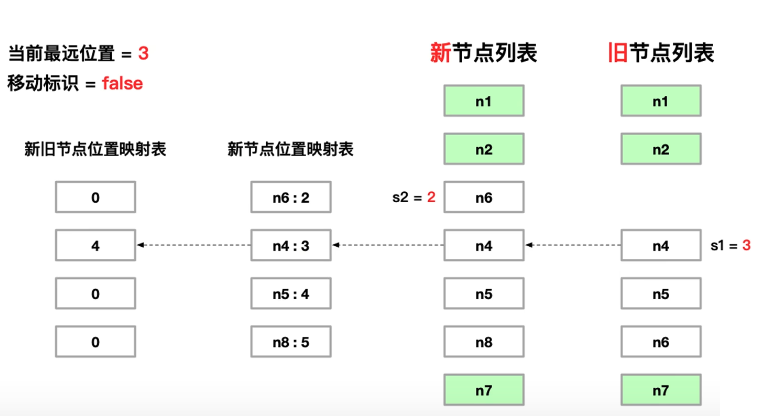 当前最远位置 = 3
移动标识 = false
新节点列表
旧节点列表
n1
n1
新旧节点位置映射表
新节点位置映射表
n2
n2
0
n6 : 2
s2 = 2
n6
4
n4 : 3
n4
n4
s1 = 3
0
n5 : 4
n5
n5
0
n8 : 5
n8
n6
n7
n7